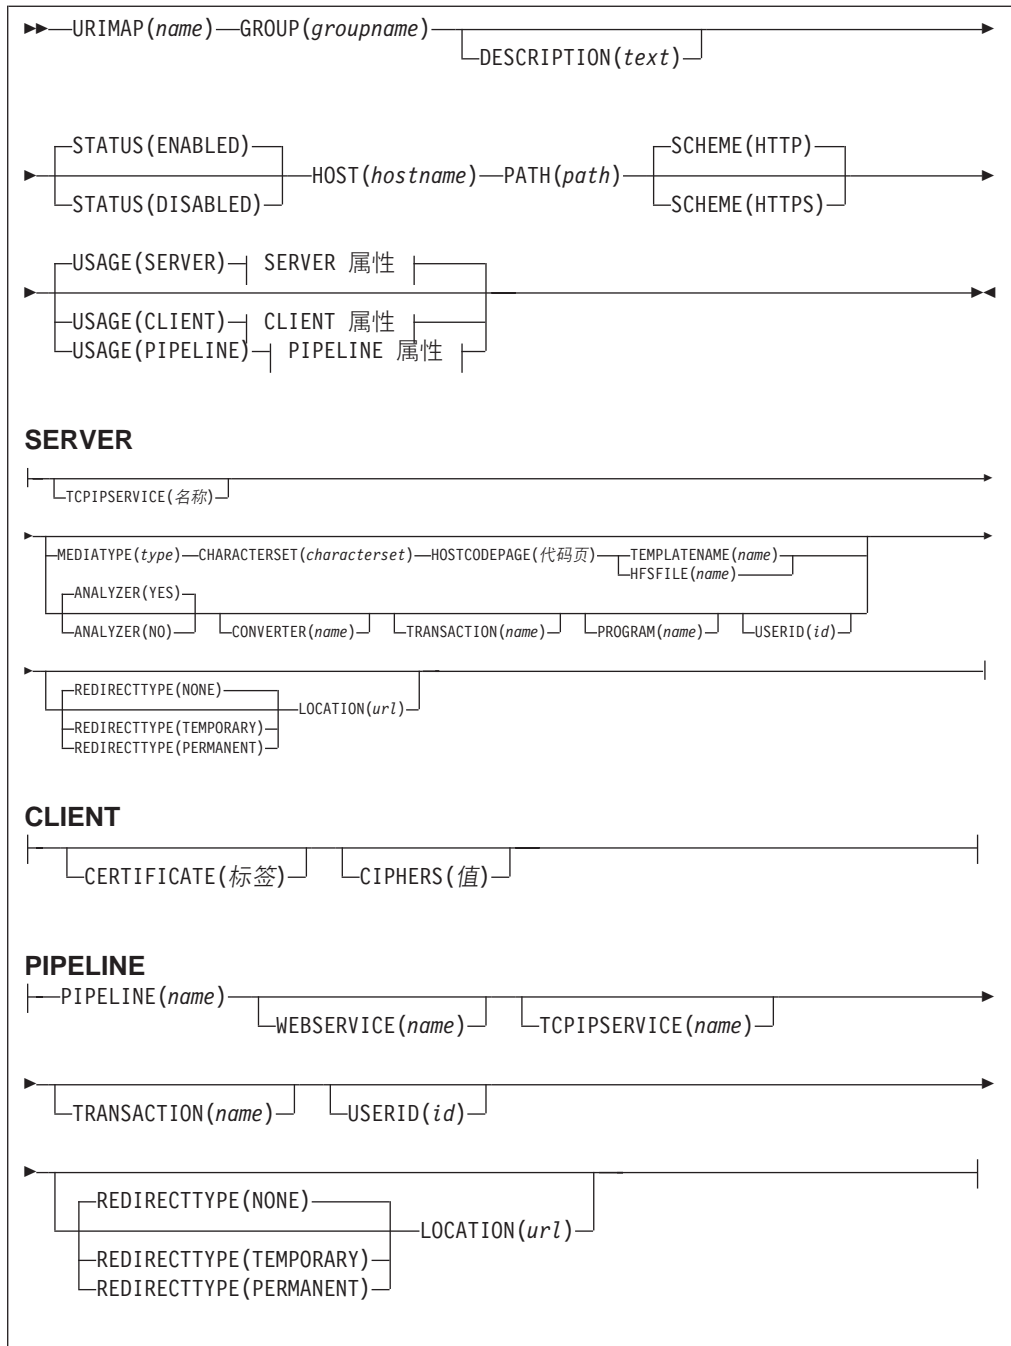 URIMAP(name) GROUP(groupname)
DESCRIPTION(text)
STATUS(ENABLED) SCHEME(HTTP)
HOST(hostname) PATH(path)
STATUS(DISABLED) SCHEME(HTTPS)
USAGE(SERVER) SERVER 属性
USAGE(CLIENT) CLIENT 属性
USAGE(PIPELINE) PIPELINE 属性
SERVER
TCPIPSERVICE(名称)
MEDIATYPE(type) CHARACTERSET(characterset) HOSTCODEPAGE(代码页) TEMPLATENAME(name)
HFSFILE(name)
ANALYZER(YES)
ANALYZER(NO) CONVERTER(name) TRANSACTION(name) PROGRAM(name) USERID(id)
REDIRECTTYPE(NONE)
LOCATION(url)
REDIRECTTYPE(TEMPORARY)
REDIRECTTYPE(PERMANENT)
CLIENT
CERTIFICATE(标签) CIPHERS(值)
PIPELINE
PIPELINE(name)
WEBSERVICE(name) TCPIPSERVICE(name)
TRANSACTION(name) USERID(id)
REDIRECTTYPE(NONE)
LOCATION(url)
REDIRECTTYPE(TEMPORARY)
REDIRECTTYPE(PERMANENT)